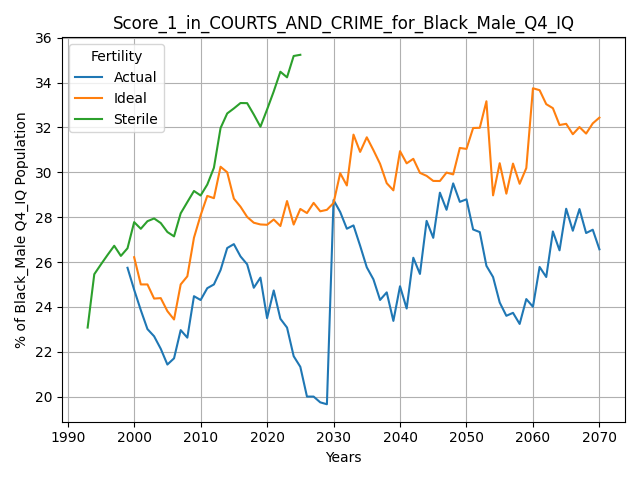 Score_1_in_COURTS_AND_CRIME_for_Black_Male_Q4_IQ
Fertility
Actual
Ideal
Sterile
% of Black_Male Q4_IQ Population
36
34
32
30
28
26
24
22
20
1990 2000 2010 2020 2030 2040 2050 2060 2070
Years